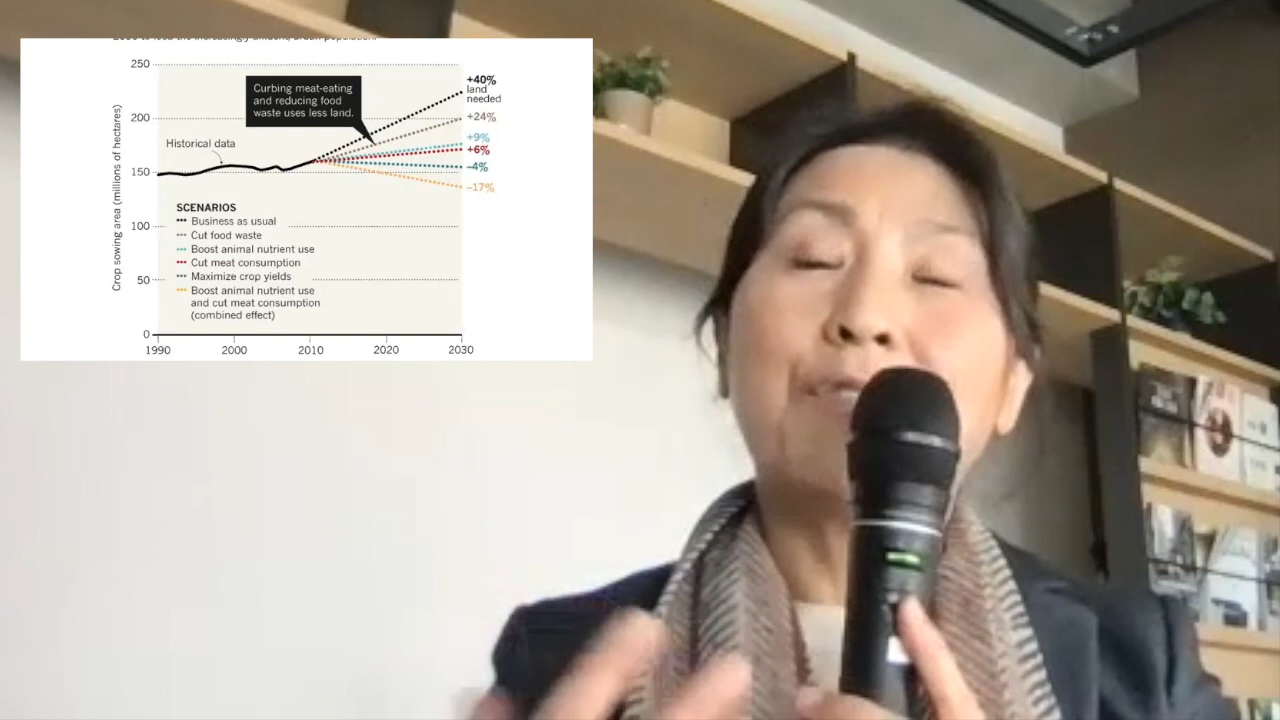 250
Curbing meat-eating
and reducing food
waste uses less land.
+40%
land
needed
200
+24%
Historical data
+9%
+6%
–4%
150
–17%
Crop sowing area (millions of hectares)
SCENARIOS
100
Business as usual
Cut food waste
Boost animal nutrient use
Cut meat consumption
50
Maximize crop yields
Boost animal nutrient use
and cut meat consumption
(combined effect)
0
1990 2000 2010 2020 2030